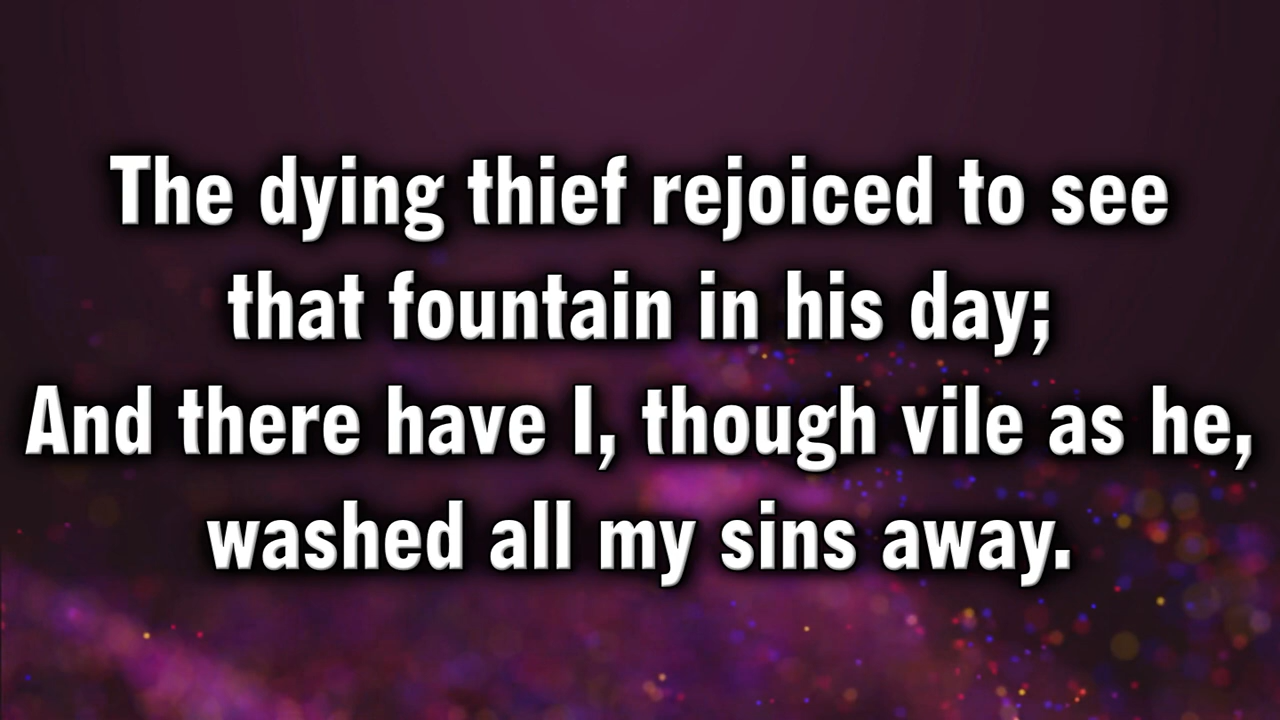 The dying thief rejoiced to see
that fountain in his day;
And there have I, though vile as he,
washed all my sins away.